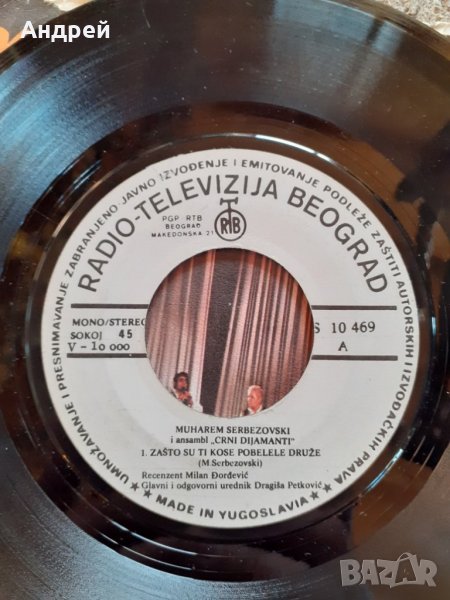 Андрей
UMNOŽAVANJE I PRESNIMAVANJE ZABRANJENO·JAVNO IZVOĐENJE I EMITOVANJE PODLEŽE ZAŠTITI AUTORSKIH I IZVOĐAČKIH PRAVA
RADIO-TELEVIZIJA BEOGRAD
PGP RTB
BEOGRAD
MAKEDONSKA 21
RTB
MONO/STEREO
SOKOJ 45
V - 10 000
S 10 469
A
MUHAREM SERBEZOVSKI
i ansambl „CRNI DIJAMANTI"
1. ZAŠTO SU TI KOSE POBELELE DRUŽE
(M.Serbezovski)
Recenzent Milan Đorđević
Glavni i odgovorni urednik Dragiša Petković
★ MADE IN YUGOSLAVIA ★
BAZAR